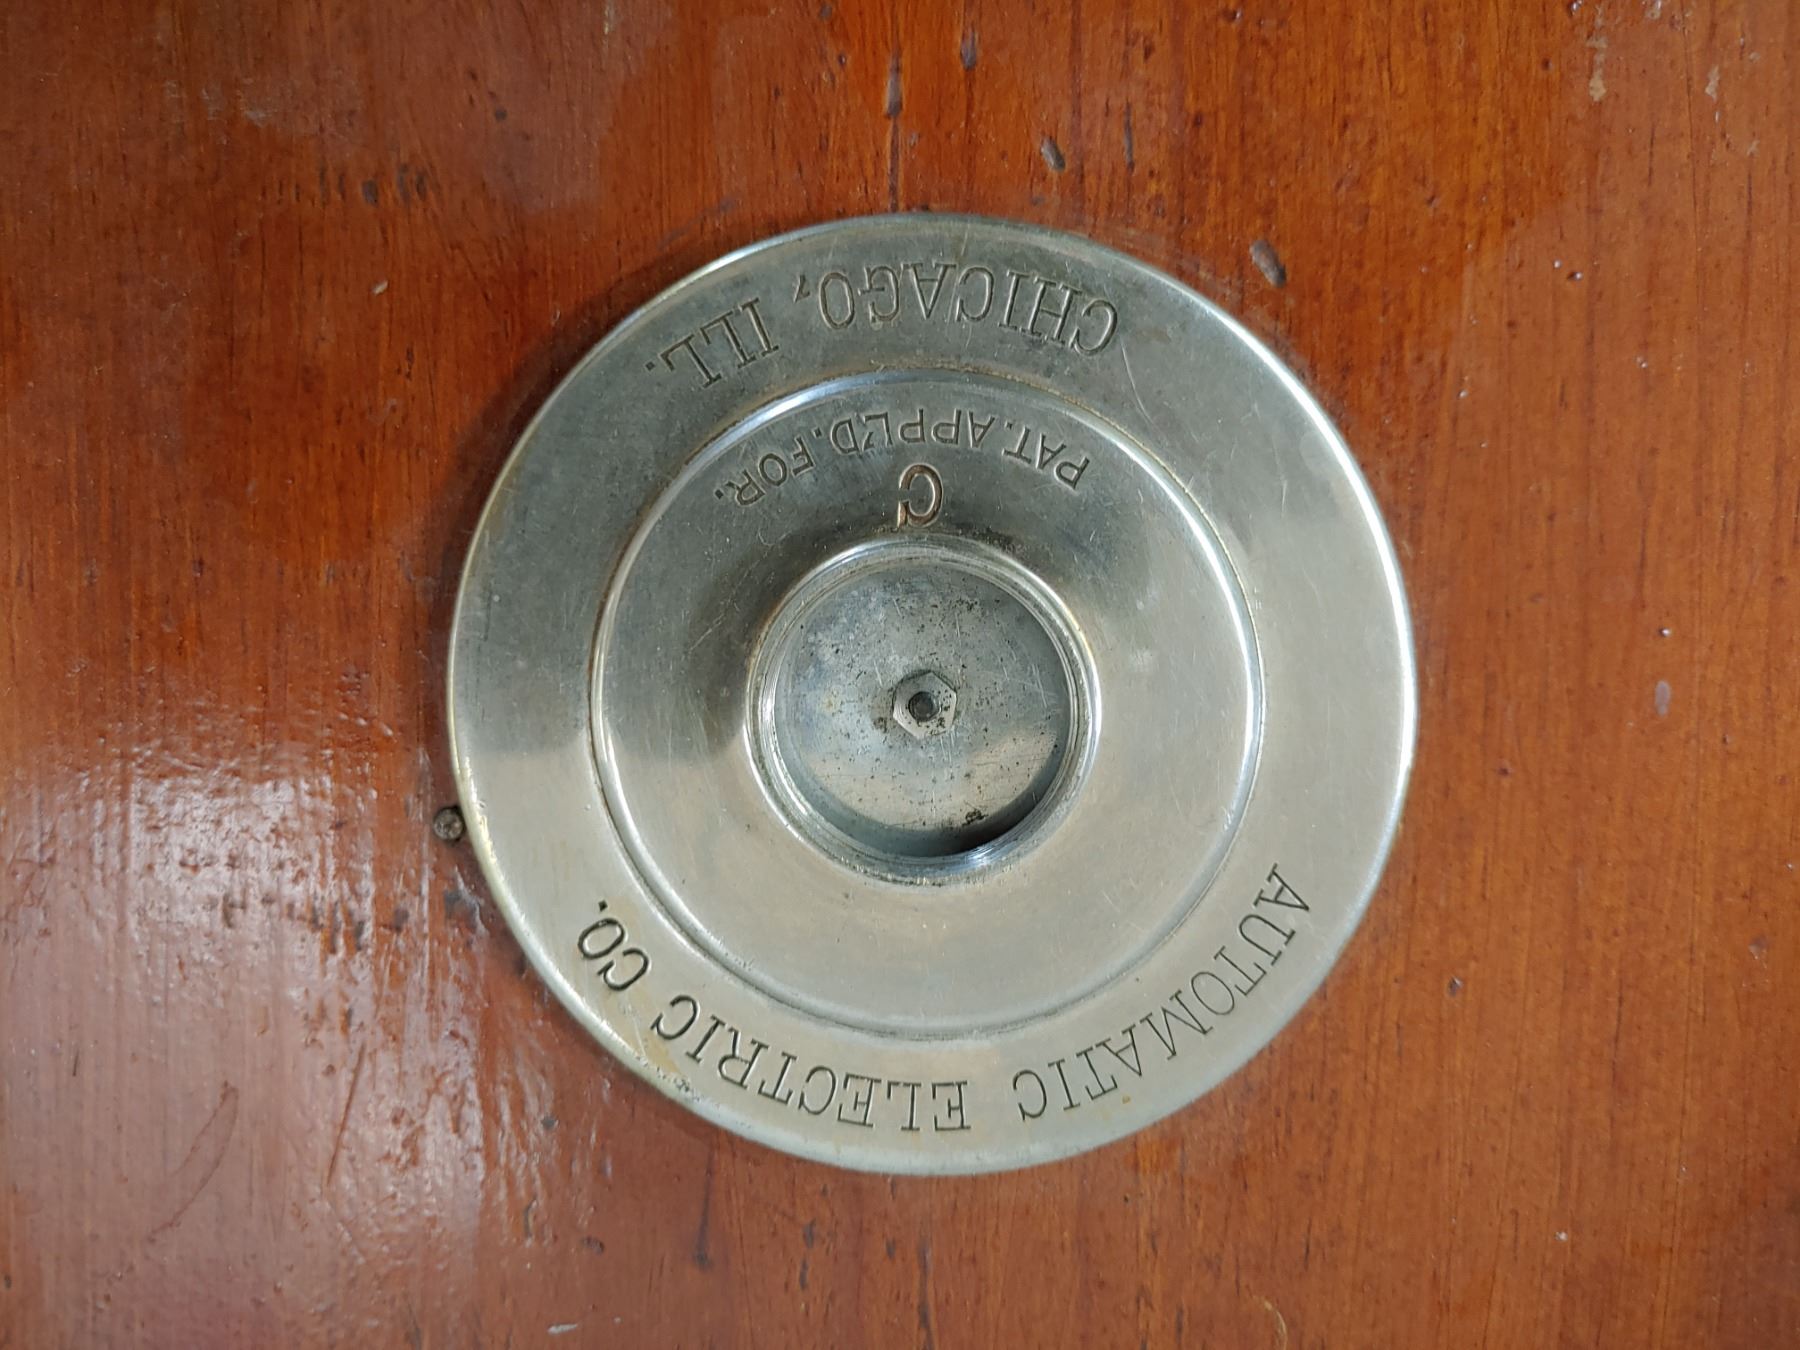 AUTOMATIC ELECTRIC CO.
C
PAT. APPL'D. FOR.
CHICAGO, ILL.